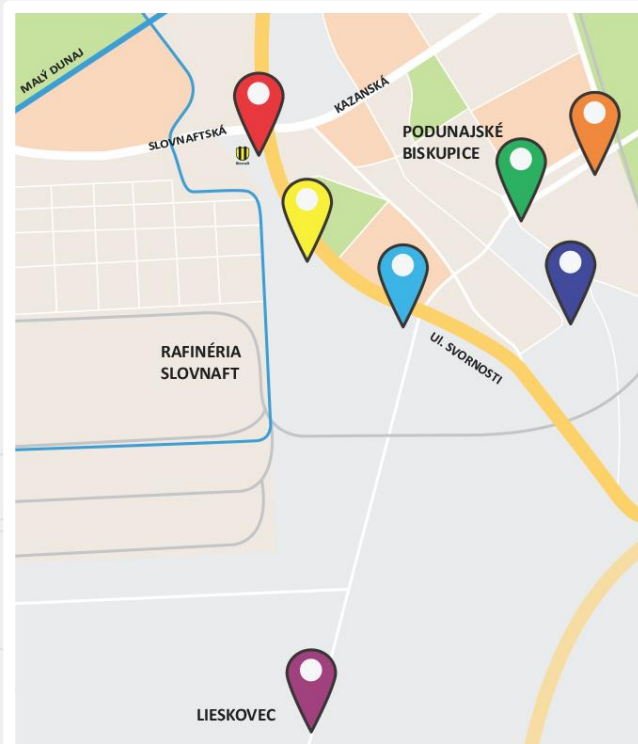 MALÝ DUNAJ
SLOVNAFTSKÁ
KAZANSKÁ
PODUNAJSKÉ
BISKUPICE
RAFINÉRIA
SLOVNAFT
Ul. SVORNOSTI
LIESKOVEC